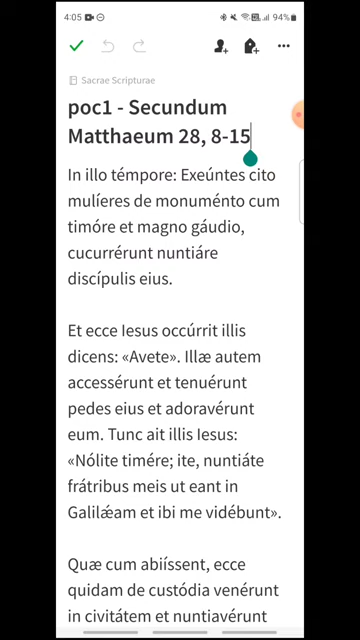 4:05
94%
Sacrae Scripturae
poc1 - Secundum
Matthaeum 28, 8-15
In illo témpore: Exeúntes cito
mulíeres de monuménto cum
timóre et magno gáudio,
cucurrérunt nuntiáre
discípulis eius.
Et ecce Iesus occúrrit illis
dicens: «Avete». Illæ autem
accessérunt et tenuérunt
pedes eius et adoravérunt
eum. Tunc ait illis Iesus:
«Nólite timére; ite, nuntiáte
frátribus meis ut eant in
Galilǽam et ibi me vidébunt».
Quæ cum abiíssent, ecce
quidam de custódia venérunt
in civitátem et nuntiavérunt